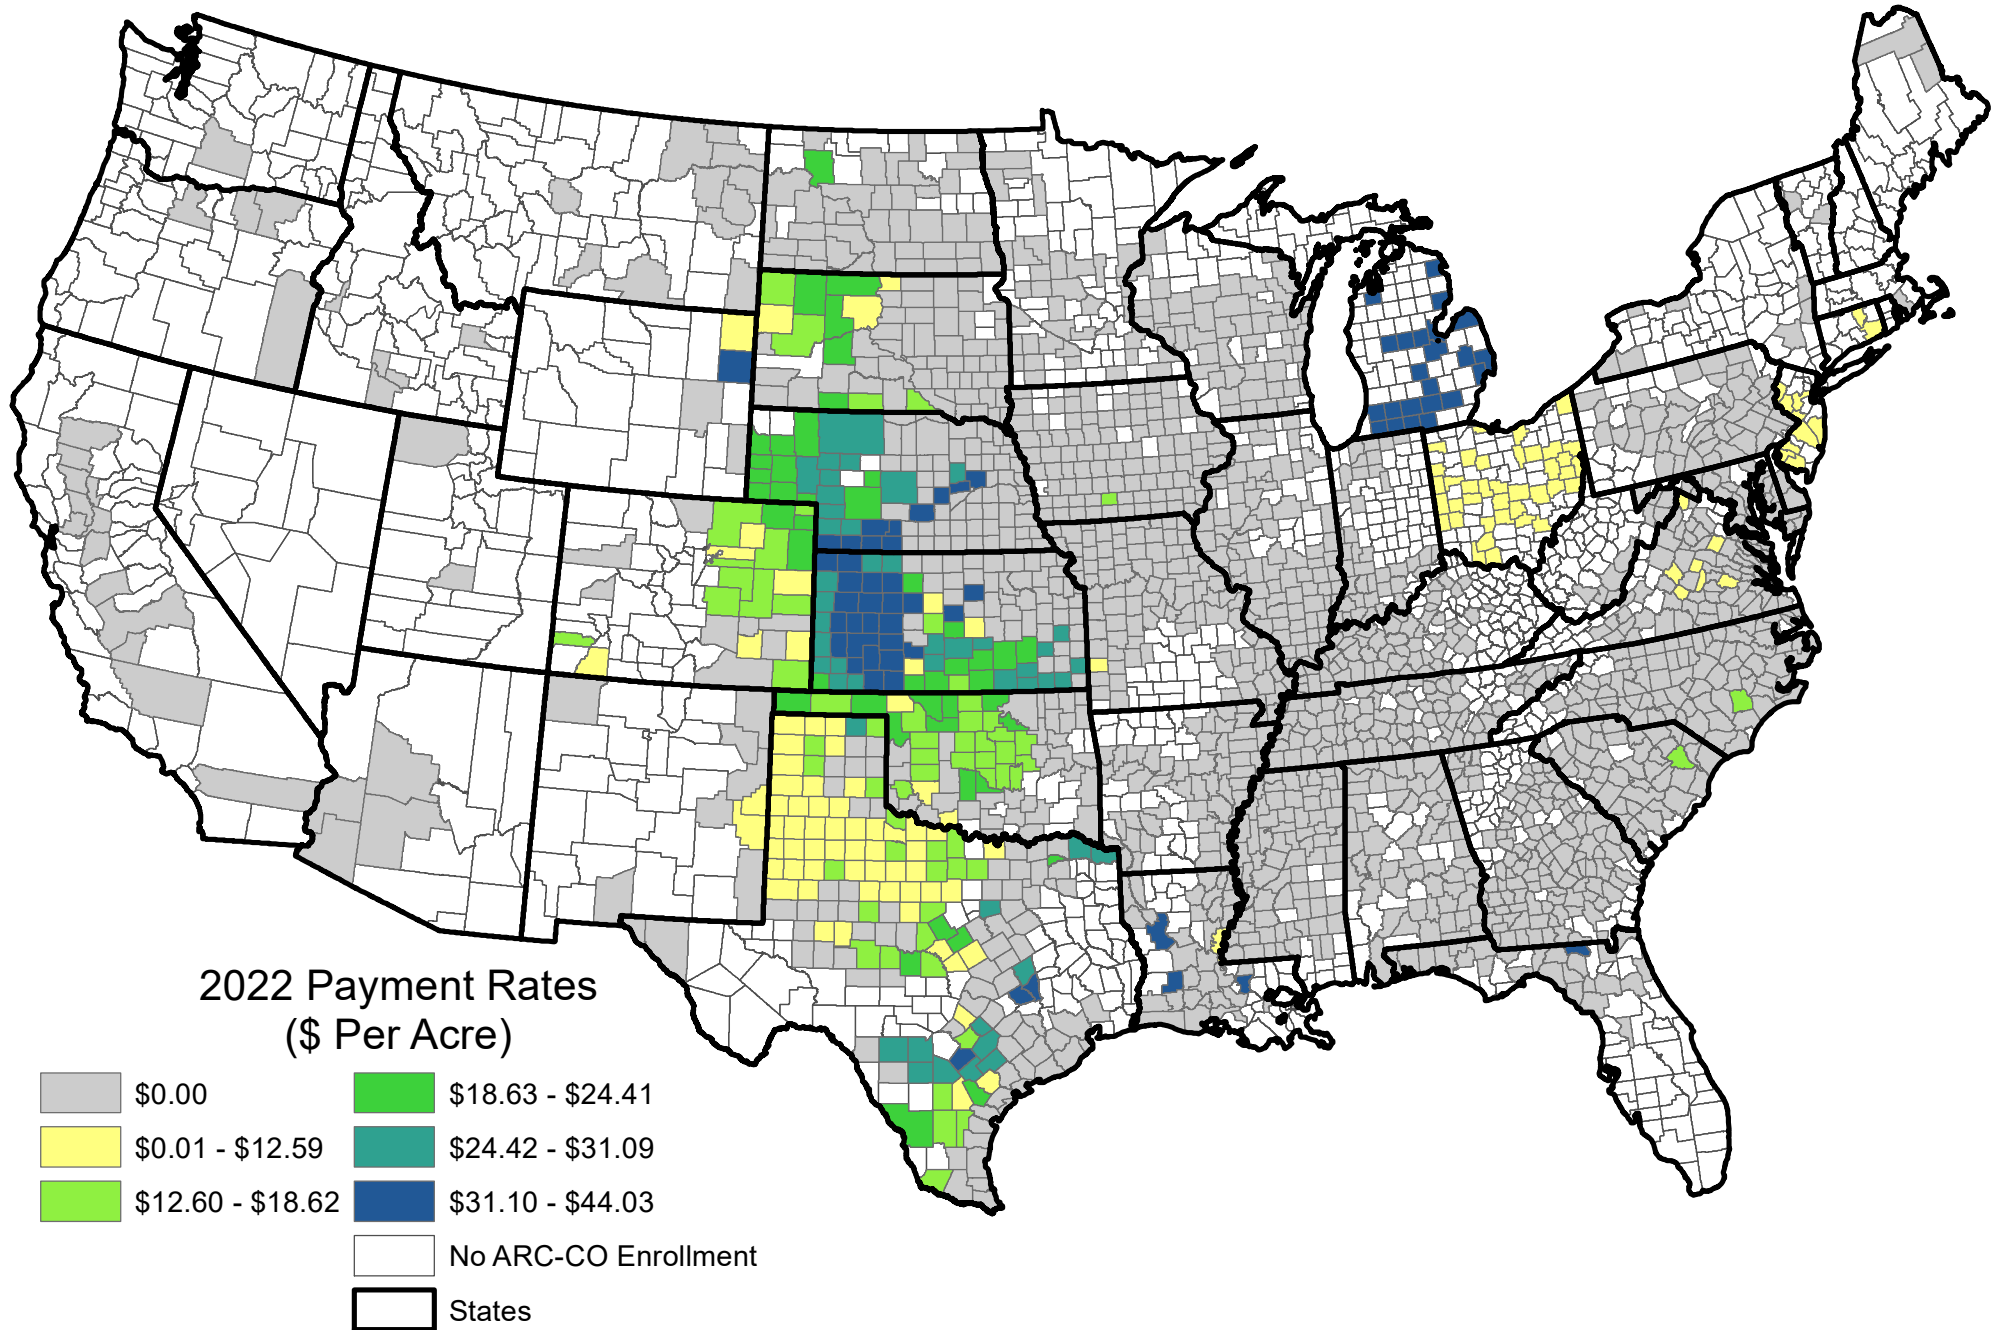 2022 Payment Rates
($ Per Acre)
$0.00
$0.01 - $12.59
$12.60 - $18.62
$18.63 - $24.41
$24.42 - $31.09
$31.10 - $44.03
No ARC-CO Enrollment
States